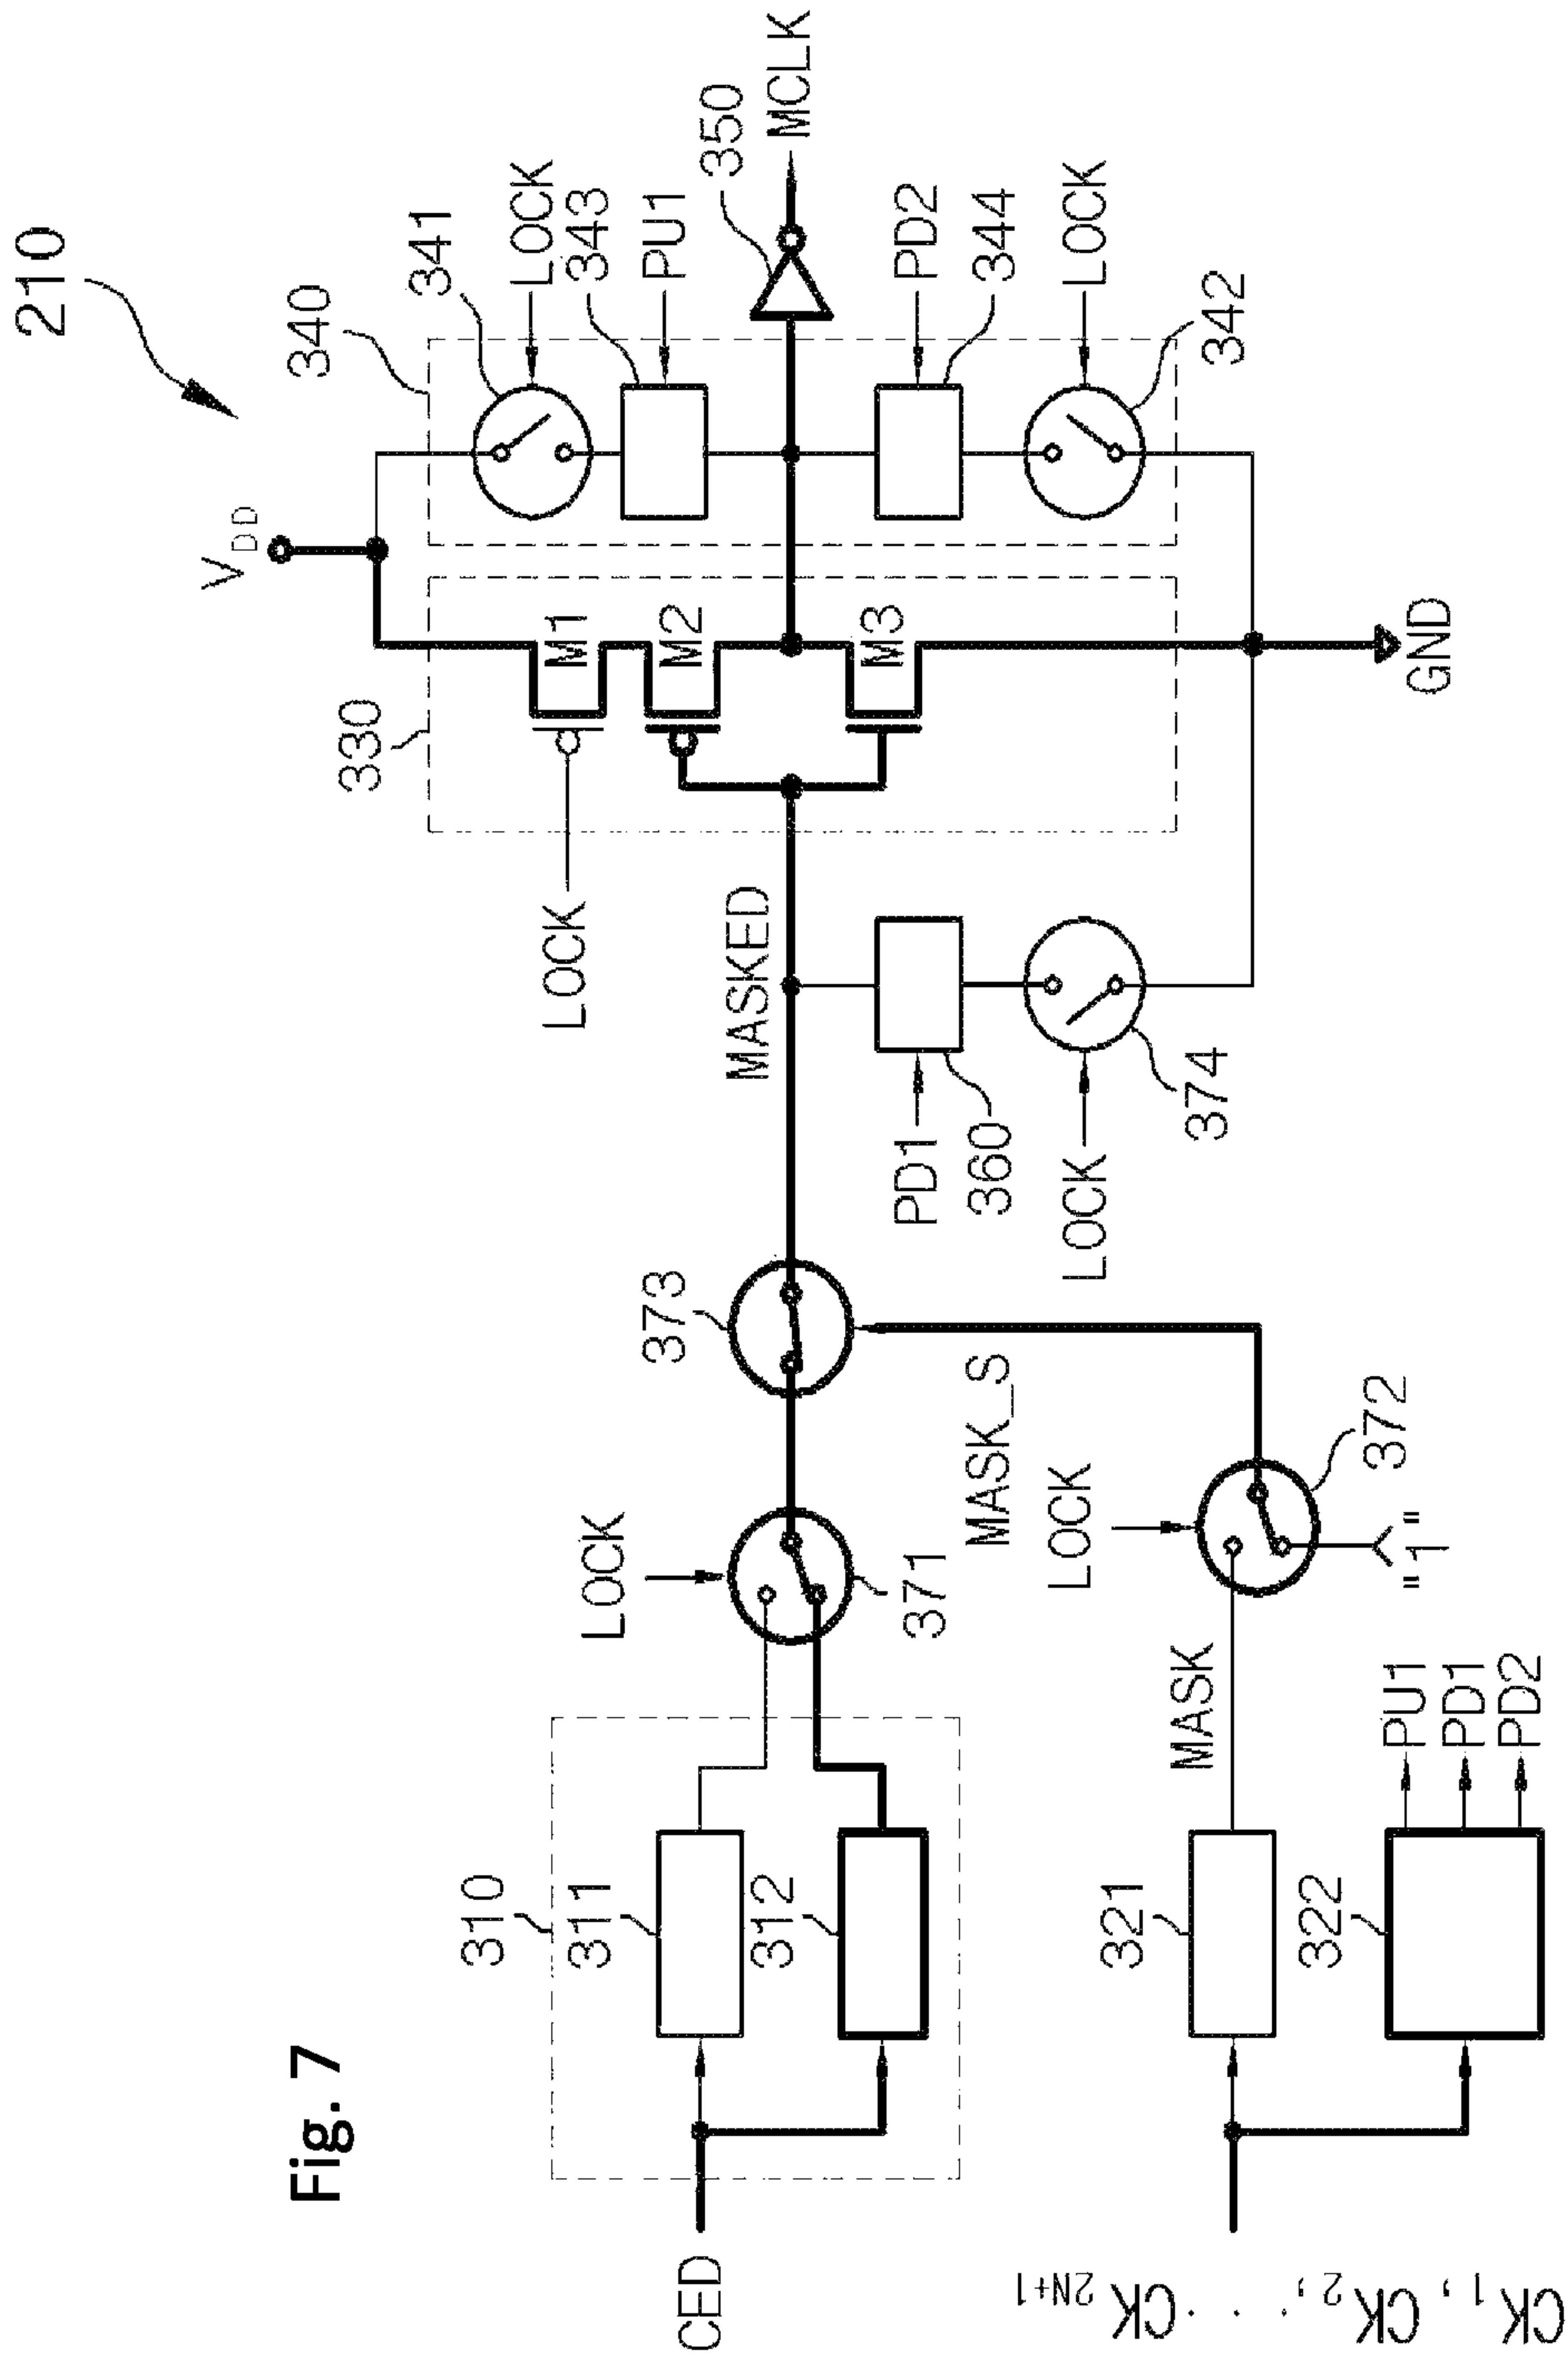 Fig. 7
210
V DD
340
341
LOCK
343
PU1
350
MCLK
PD2
344
LOCK
342
330
M1
M2
M3
LOCK
GND
MASKED
PD1
360
LOCK
374
373
MASK_S
LOCK
371
LOCK
372
"1"
MASK
310
311
312
CED
321
322
PU1
PD1
PD2
CK1, CK2, · · · CK2N+1